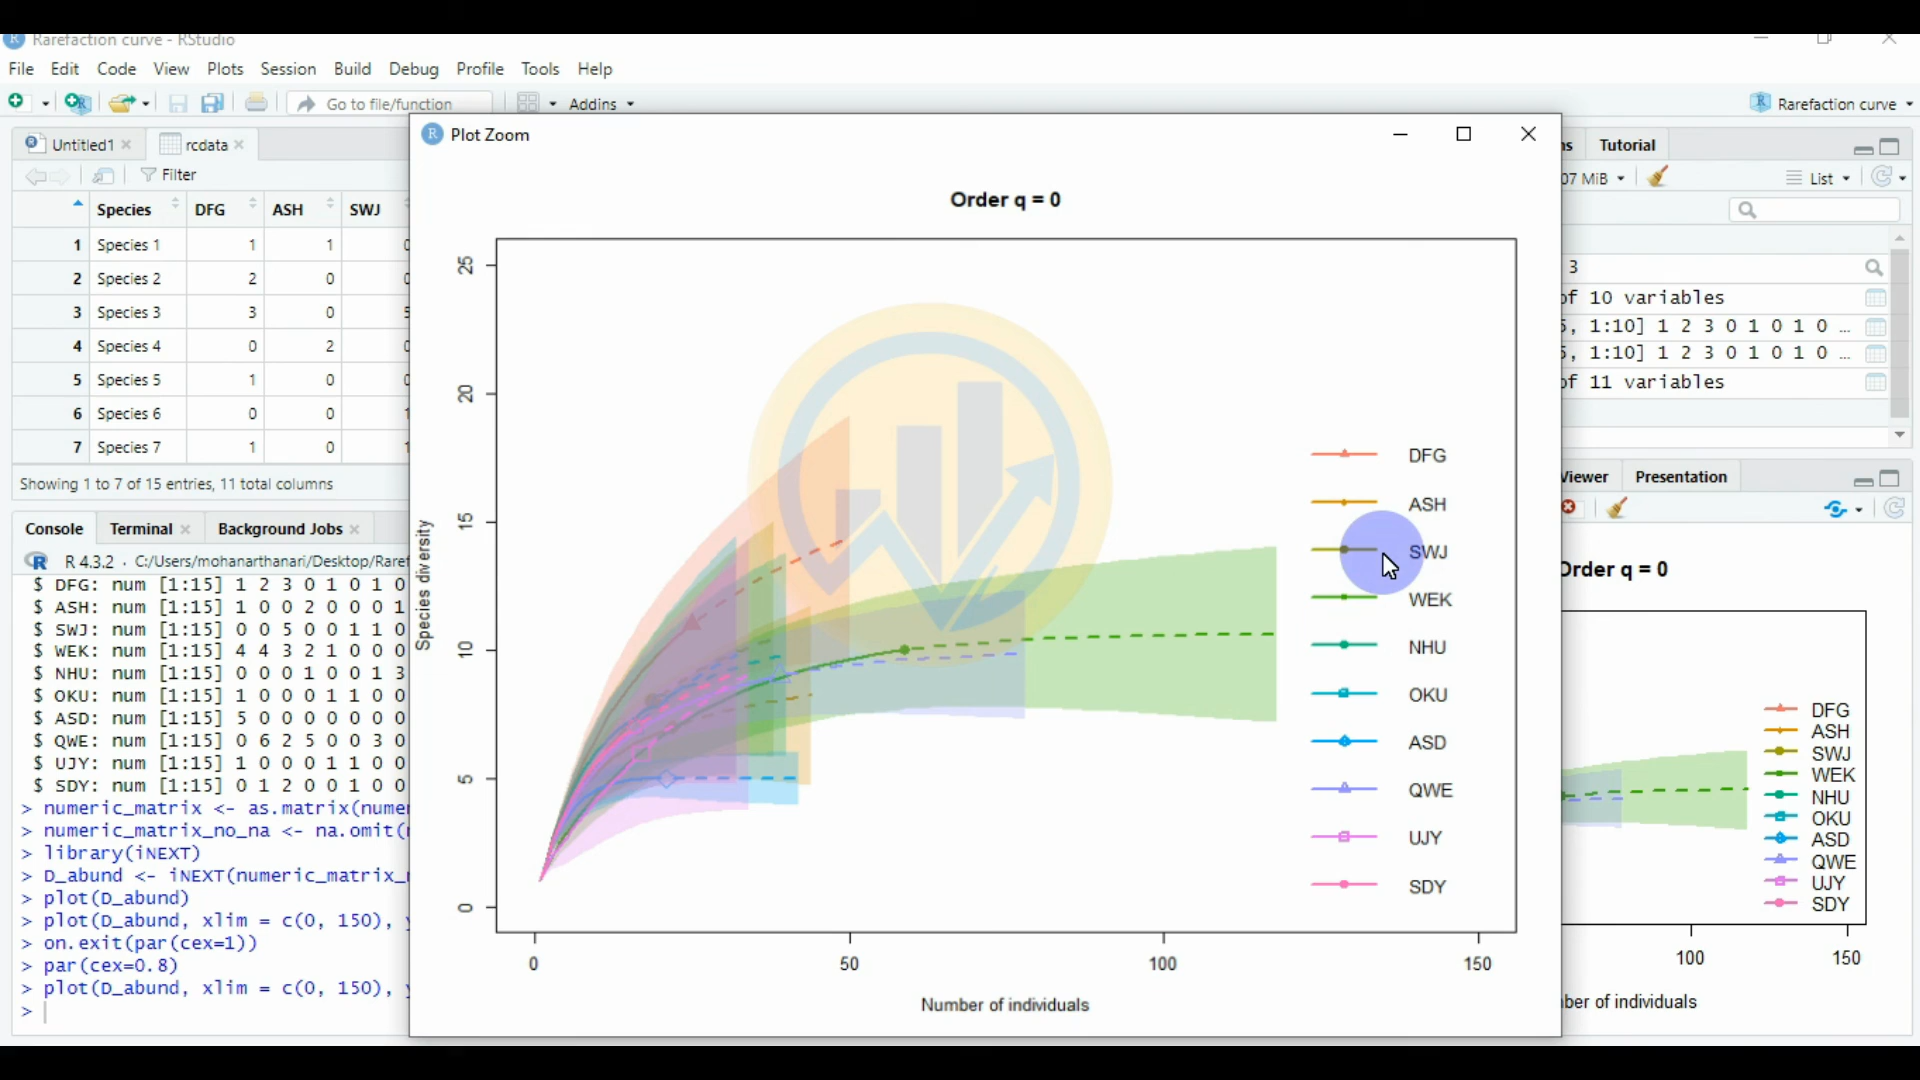 Rarefaction curve - RStudio
File Edit Code View Plots Session Build Debug Profile Tools Help
Go to file/function Addins Rarefaction curve
Untitled1 rcdata
Filter
Species DFG ASH SWJ
1 Species 1 1 1 0
2 Species 2 2 0 0
3 Species 3 3 0 5
4 Species 4 0 2 0
5 Species 5 1 0 0
6 Species 6 0 0 1
7 Species 7 1 0 1
Showing 1 to 7 of 15 entries, 11 total columns
Console Terminal Background Jobs
R 4.3.2 · C:/Users/mohanarthanari/Desktop/Raref
$ DFG: num [1:15] 1 2 3 0 1 0 1 0
$ ASH: num [1:15] 1 0 0 2 0 0 0 1
$ SWJ: num [1:15] 0 0 5 0 0 1 1 0
$ WEK: num [1:15] 4 4 3 2 1 0 0 0
$ NHU: num [1:15] 0 0 0 1 0 0 1 3
$ OKU: num [1:15] 1 0 0 0 1 1 0 0
$ ASD: num [1:15] 5 0 0 0 0 0 0 0
$ QWE: num [1:15] 0 6 2 5 0 0 3 0
$ UJY: num [1:15] 1 0 0 0 1 1 0 0
$ SDY: num [1:15] 0 1 2 0 0 1 0 0
> numeric_matrix <- as.matrix(nume
> numeric_matrix_no_na <- na.omit(
> library(iNEXT)
> D_abund <- iNEXT(numeric_matrix_
> plot(D_abund)
> plot(D_abund, xlim = c(0, 150),
> on.exit(par(cex=1))
> par(cex=0.8)
> plot(D_abund, xlim = c(0, 150),
>
Plot Zoom
Order q = 0
Species diversity
25
20
15
10
5
0
0 50 100 150
Number of individuals
DFG
ASH
SWJ
WEK
NHU
OKU
ASD
QWE
UJY
SDY
ns Tutorial
07 MiB List
3
of 10 variables
5, 1:10] 1 2 3 0 1 0 1 0 ...
5, 1:10] 1 2 3 0 1 0 1 0 ...
of 11 variables
Viewer Presentation
Order q = 0
DFG
ASH
SWJ
WEK
NHU
OKU
ASD
QWE
UJY
SDY
100 150
ber of individuals